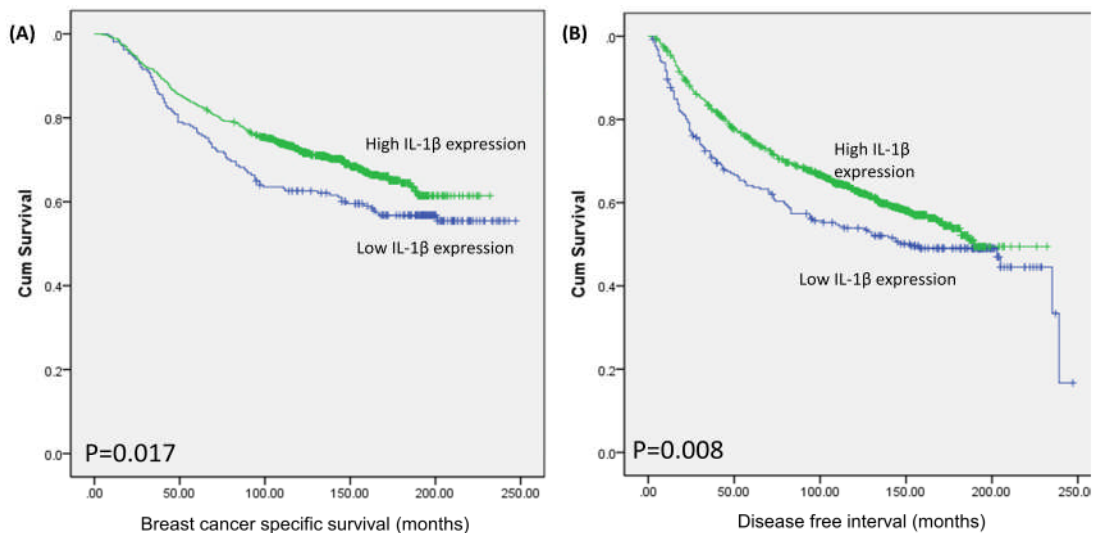 (A)
Cum Survival
.0
0.8
0.6
0.4
0.2
0.0
High IL-1β expression
Low IL-1β expression
P=0.017
.00 50.00 100.00 150.00 200.00 250.00
Breast cancer specific survival (months)
(B)
Cum Survival
.0
0.8
0.6
0.4
0.2
0.0
High IL-1β
expression
Low IL-1β expression
P=0.008
.00 50.00 100.00 150.00 200.00 250.00
Disease free interval (months)